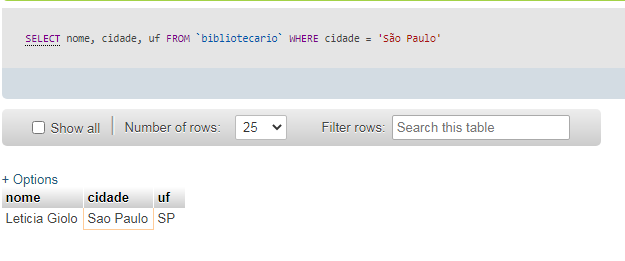 SELECT nome, cidade, uf FROM `bibliotecario` WHERE cidade = 'São Paulo'
Show all Number of rows: 25 Filter rows: Search this table
+ Options
nome cidade uf
Leticia Giolo Sao Paulo SP